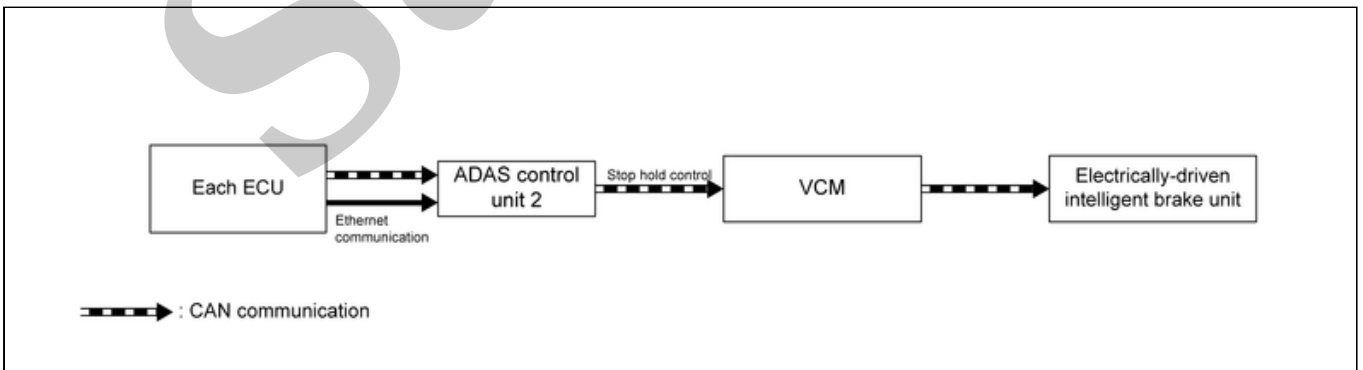 Each ECU
Ethernet
communication
ADAS control
unit 2
Stop hold control
VCM
Electrically-driven
intelligent brake unit
: CAN communication